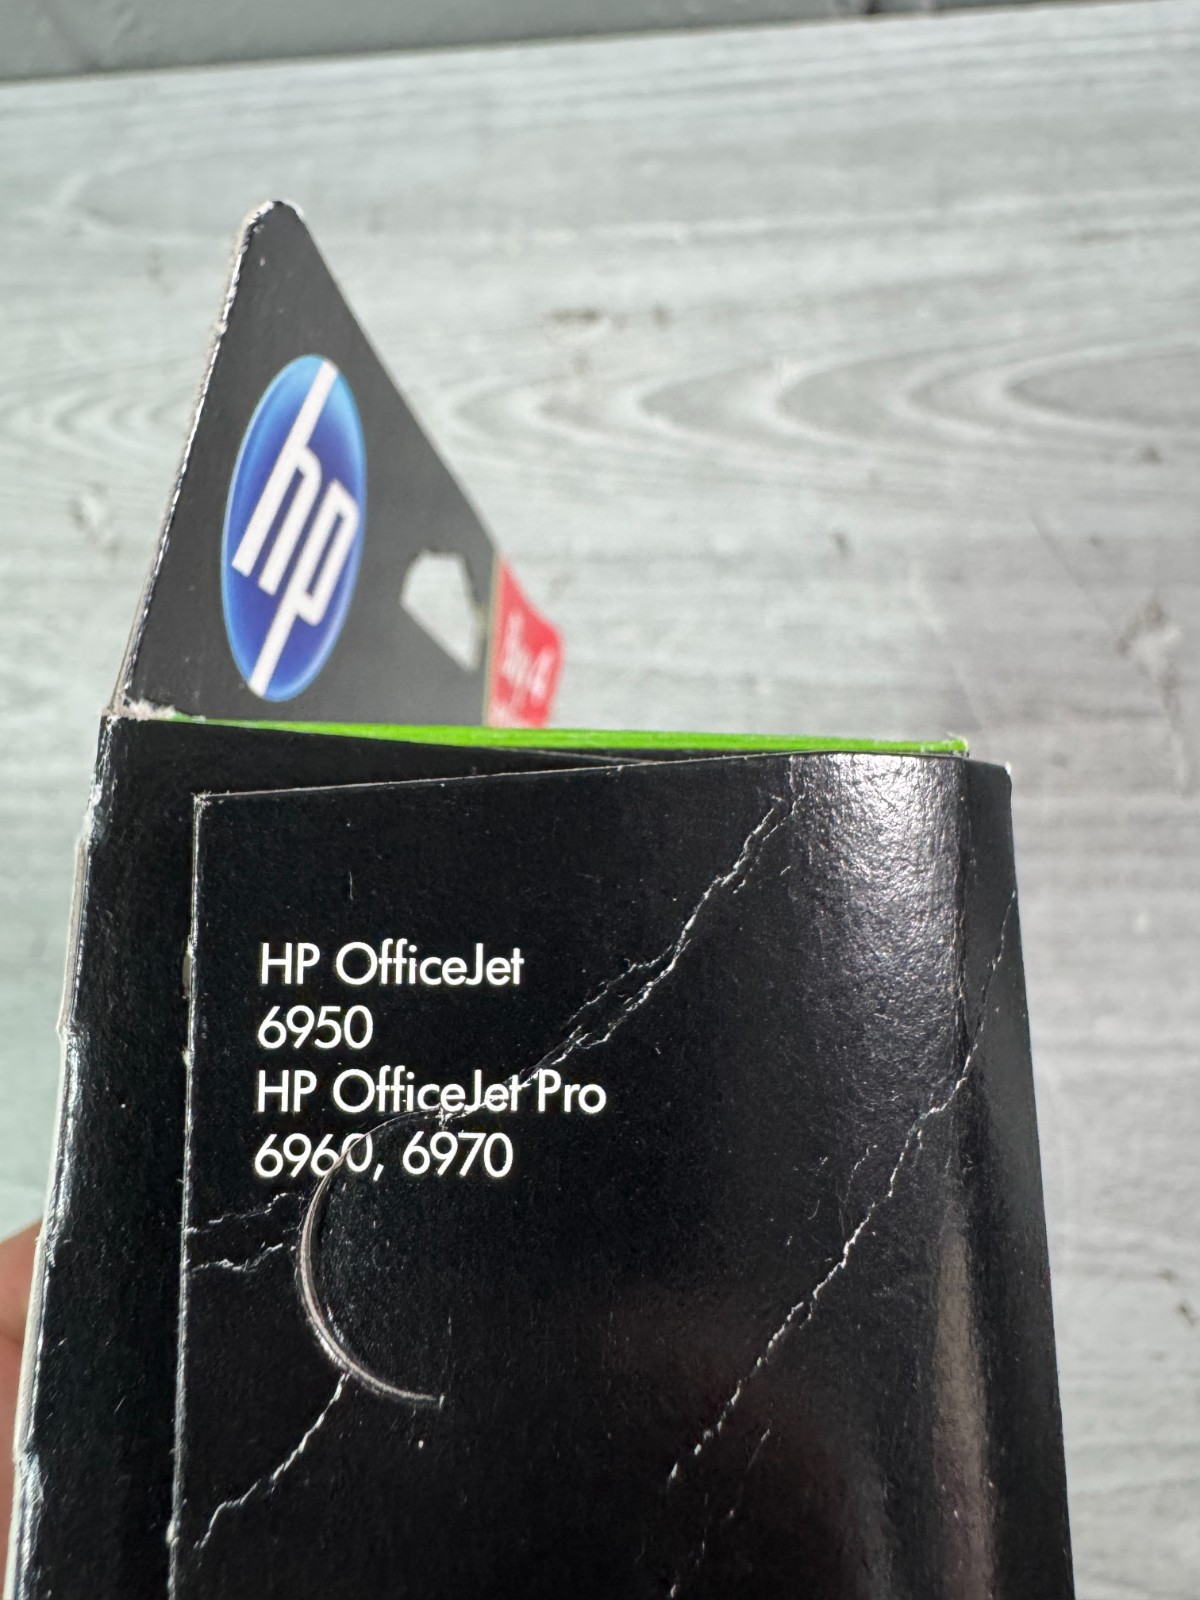 hp
HP OfficeJet
6950
HP OfficeJet Pro
6960, 6970